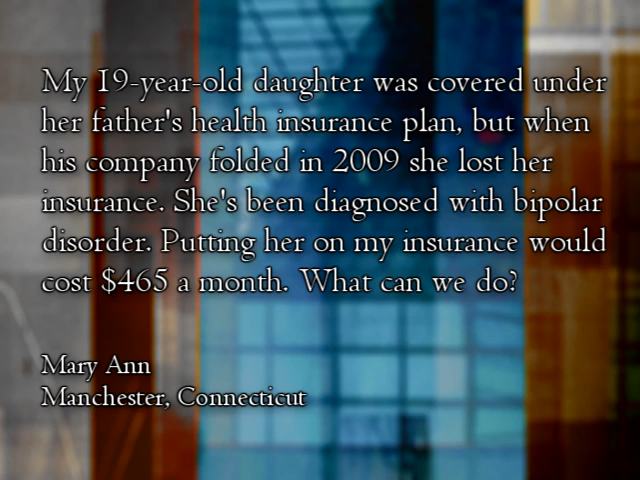 My 19-year-old daughter was covered under
her father's health insurance plan, but when
his company folded in 2009 she lost her
insurance. She's been diagnosed with bipolar
disorder. Putting her on my insurance would
cost $465 a month. What can we do?
Mary Ann
Manchester, Connecticut